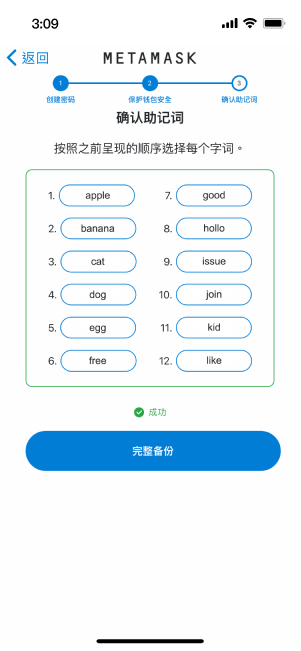 3:09
返回
METAMASK
1 2 3
创建密码 保护钱包安全 确认助记词
确认助记词
按照之前呈现的顺序选择每个字词。
1. apple 7. good
2. banana 8. hollo
3. cat 9. issue
4. dog 10. join
5. egg 11. kid
6. free 12. like
成功
完整备份